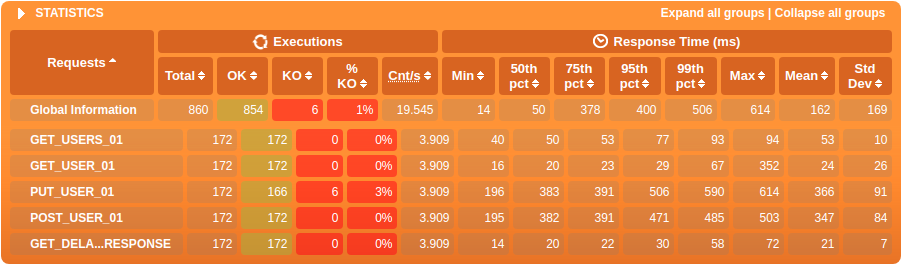 STATISTICS Expand all groups | Collapse all groups
Requests Executions Response Time (ms)
Total OK KO % KO Cnt/s Min 50th pct 75th pct 95th pct 99th pct Max Mean Std Dev
Global Information 860 854 6 1% 19.545 14 50 378 400 506 614 162 169
GET_USERS_01 172 172 0 0% 3.909 40 50 53 77 93 94 53 10
GET_USER_01 172 172 0 0% 3.909 16 20 23 29 67 352 24 26
PUT_USER_01 172 166 6 3% 3.909 196 383 391 506 590 614 366 91
POST_USER_01 172 172 0 0% 3.909 195 382 391 471 485 503 347 84
GET_DELA...RESPONSE 172 172 0 0% 3.909 14 20 22 30 58 72 21 7